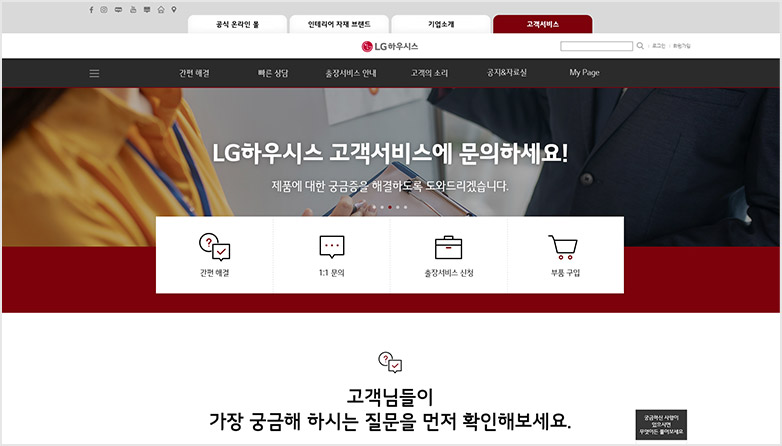 공식 온라인 몰
인테리어 자재 브랜드
기업소개
고객서비스
LG하우시스
로그인
회원가입
간편 해결
빠른 상담
출장서비스 안내
고객의 소리
공지&자료실
My Page
LG하우시스 고객서비스에 문의하세요!
제품에 대한 궁금증을 해결하도록 도와드리겠습니다.
간편 해결
1:1 문의
출장서비스 신청
부품 구입
고객님들이
가장 궁금해 하시는 질문을 먼저 확인해보세요.
궁금하신 사항이
있으시면
무엇이든 물어보세요